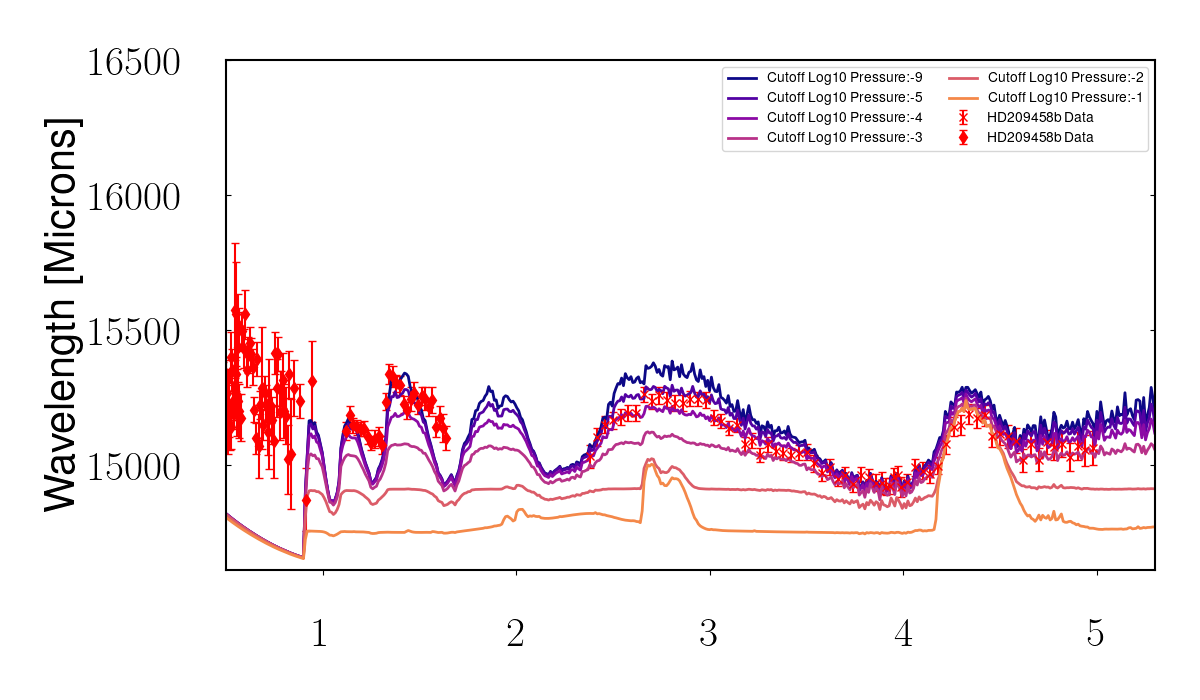 16500
16000
15500
15000
Wavelength [Microns]
Cutoff Log10 Pressure:-9
Cutoff Log10 Pressure:-5
Cutoff Log10 Pressure:-4
Cutoff Log10 Pressure:-3
Cutoff Log10 Pressure:-2
Cutoff Log10 Pressure:-1
HD209458b Data
HD209458b Data
1 2 3 4 5